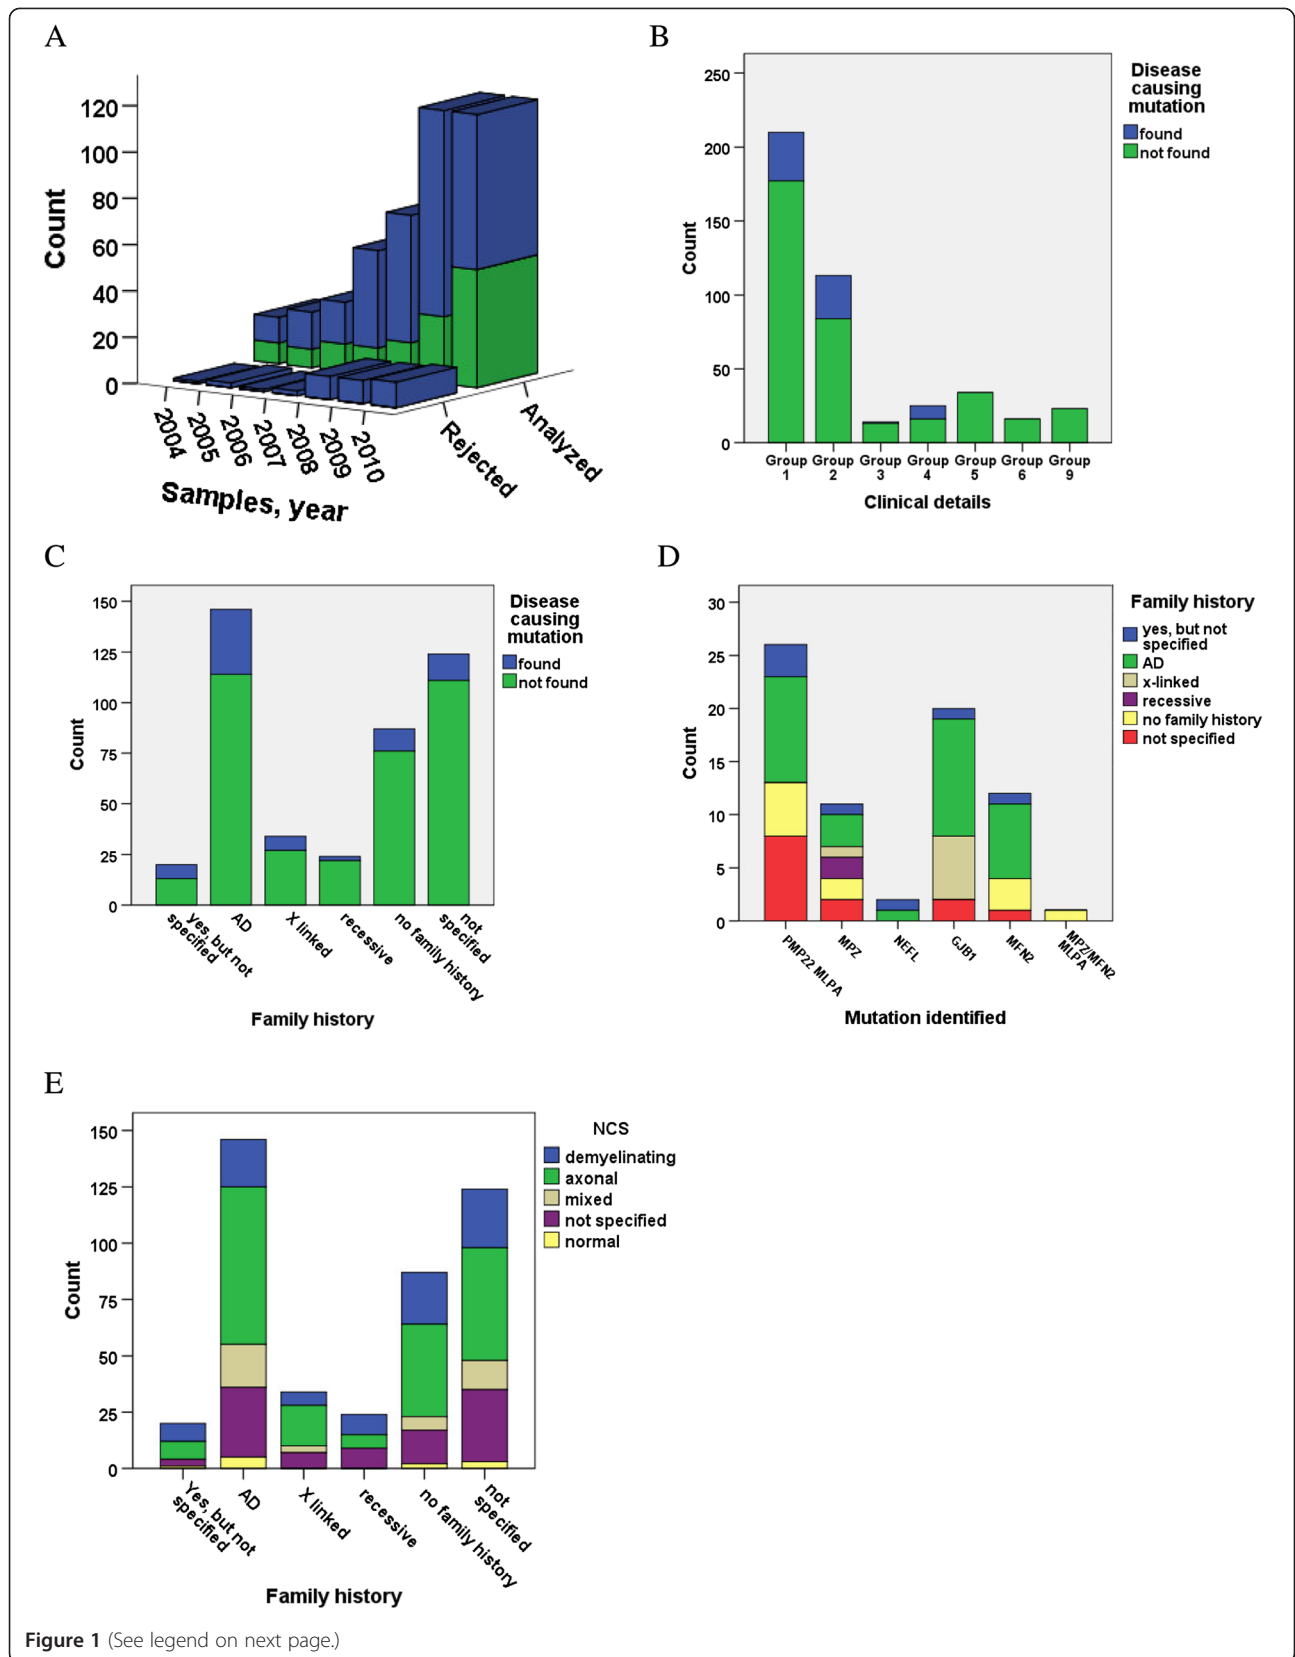 A
120
100
80
60
40
20
0
Count
2004
2005
2006
2007
2008
2009
2010
Samples, year
Rejected
Analyzed
B
250
200
150
100
50
0
Count
Group 1
Group 2
Group 3
Group 4
Group 5
Group 6
Group 9
Clinical details
Disease
causing
mutation
found
not found
C
150
125
100
75
50
25
0
Count
yes, but not
specified
AD
X linked
recessive
no family history
not
specified
Family history
Disease
causing
mutation
found
not found
D
30
25
20
15
10
5
0
Count
PMP22 MLPA
MPZ
NEFL
GJB1
MFN2
MPZ/MFN2
MLPA
Mutation identified
Family history
yes, but not
specified
AD
x-linked
recessive
no family history
not specified
E
150
125
100
75
50
25
0
Count
Yes, but not
specified
AD
X linked
recessive
no family history
not
specified
Family history
NCS
demyelinating
axonal
mixed
not specified
normal
Figure 1 (See legend on next page.)